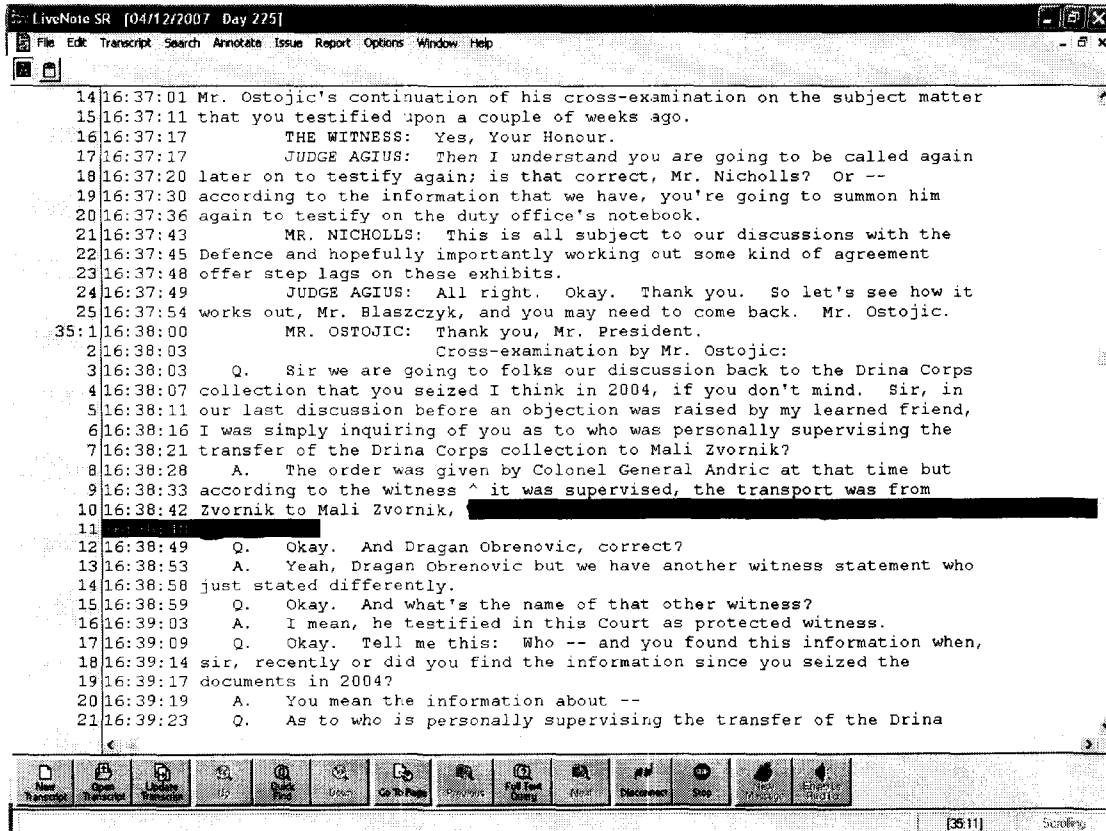 LiveNote SR [04/12/2007 Day 225]
File Edit Transcript Search Annotate Issue Report Options Window Help
14 16:37:01 Mr. Ostojic's continuation of his cross-examination on the subject matter
15 16:37:11 that you testified upon a couple of weeks ago.
16 16:37:17 THE WITNESS: Yes, Your Honour.
17 16:37:17 JUDGE AGIUS: Then I understand you are going to be called again
18 16:37:20 later on to testify again; is that correct, Mr. Nicholls? Or --
19 16:37:30 according to the information that we have, you're going to summon him
20 16:37:36 again to testify on the duty office's notebook.
21 16:37:43 MR. NICHOLLS: This is all subject to our discussions with the
22 16:37:45 Defence and hopefully importantly working out some kind of agreement
23 16:37:48 offer step lags on these exhibits.
24 16:37:49 JUDGE AGIUS: All right. Okay. Thank you. So let's see how it
25 16:37:54 works out, Mr. Blaszczyk, and you may need to come back. Mr. Ostojic.
35:1 16:38:00 MR. OSTOJIC: Thank you, Mr. President.
2 16:38:03 Cross-examination by Mr. Ostojic:
3 16:38:03 Q. Sir we are going to folks our discussion back to the Drina Corps
4 16:38:07 collection that you seized I think in 2004, if you don't mind. Sir, in
5 16:38:11 our last discussion before an objection was raised by my learned friend,
6 16:38:16 I was simply inquiring of you as to who was personally supervising the
7 16:38:21 transfer of the Drina Corps collection to Mali Zvornik?
8 16:38:28 A. The order was given by Colonel General Andric at that time but
9 16:38:33 according to the witness ^ it was supervised, the transport was from
10 16:38:42 Zvornik to Mali Zvornik,
11
12 16:38:49 Q. Okay. And Dragan Obrenovic, correct?
13 16:38:53 A. Yeah, Dragan Obrenovic but we have another witness statement who
14 16:38:58 just stated differently.
15 16:38:59 Q. Okay. And what's the name of that other witness?
16 16:39:03 A. I mean, he testified in this Court as protected witness.
17 16:39:09 Q. Okay. Tell me this: Who -- and you found this information when,
18 16:39:14 sir, recently or did you find the information since you seized the
19 16:39:17 documents in 2004?
20 16:39:19 A. You mean the information about --
21 16:39:23 Q. As to who is personally supervising the transfer of the Drina
New Transcript Open Transcript Update Transcript Up Quick Find Down Go To Page Previous Full Text Query Next Disconnect Stop
[35:11] Scrolling